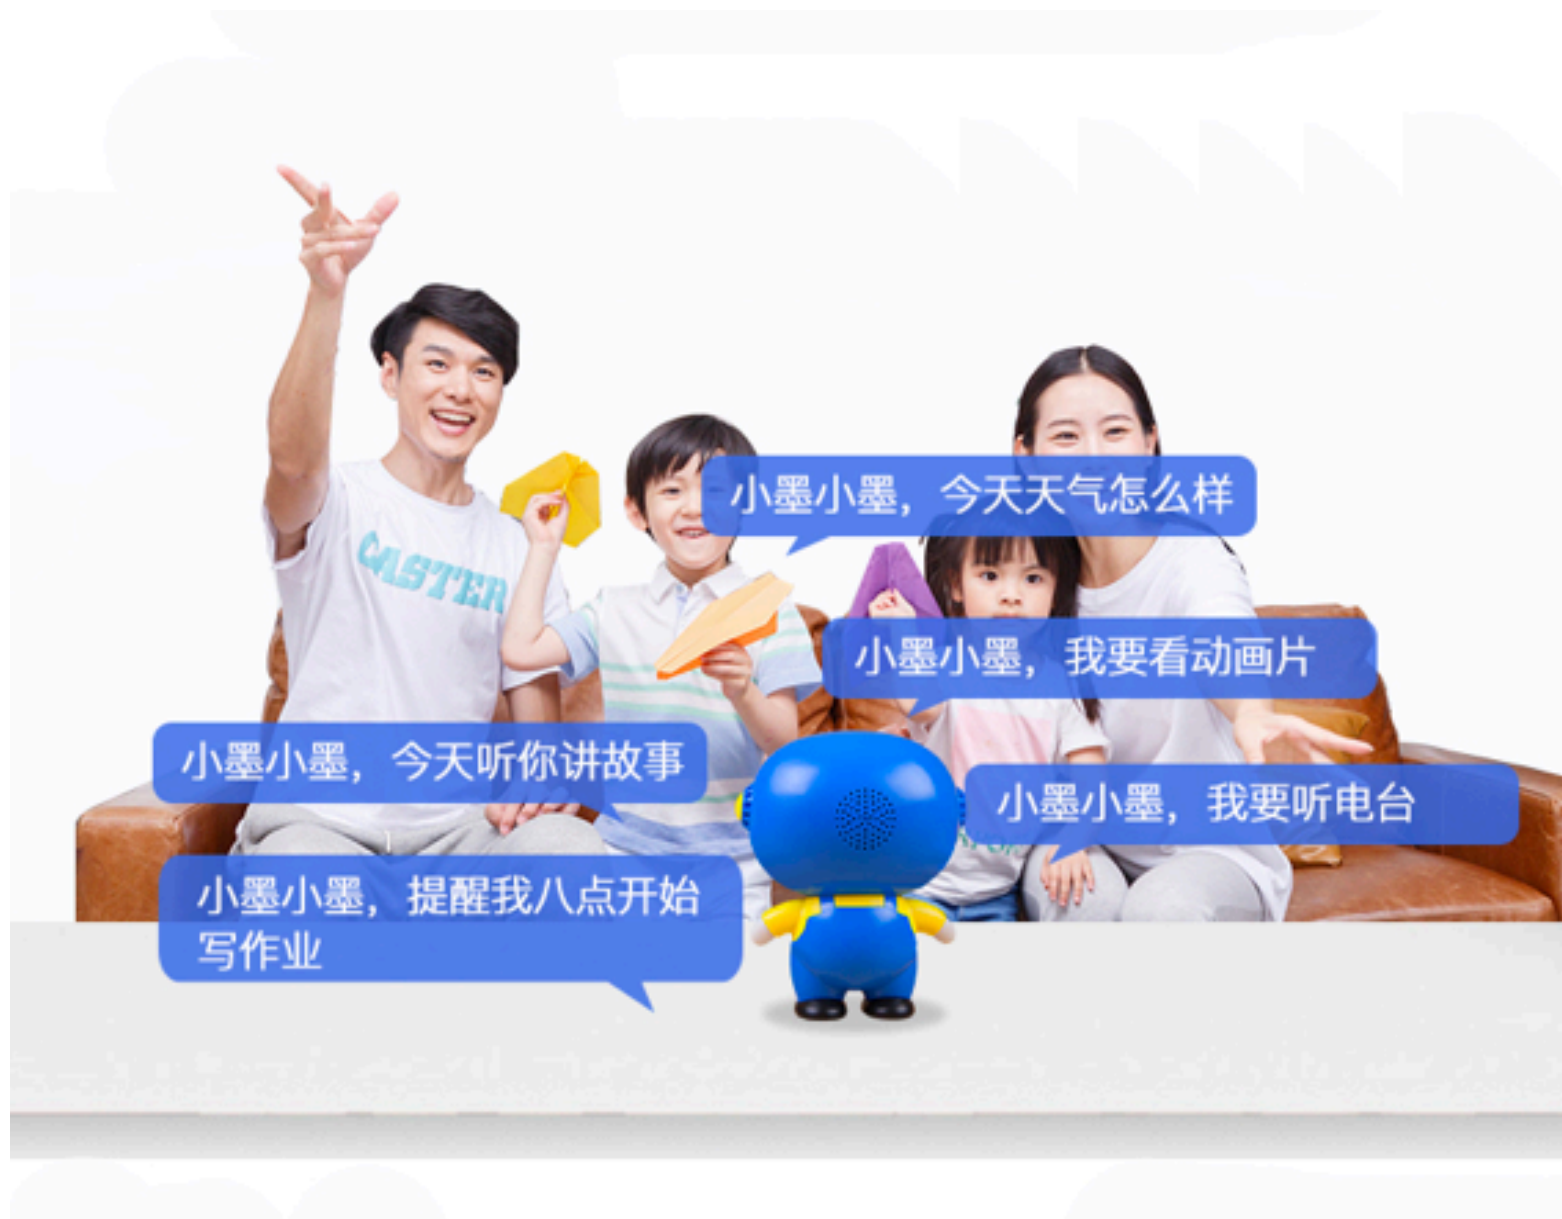 CASTER
小墨小墨，今天天气怎么样
小墨小墨，我要看动画片
小墨小墨，今天听你讲故事
小墨小墨，我要听电台
小墨小墨，提醒我八点开始
写作业